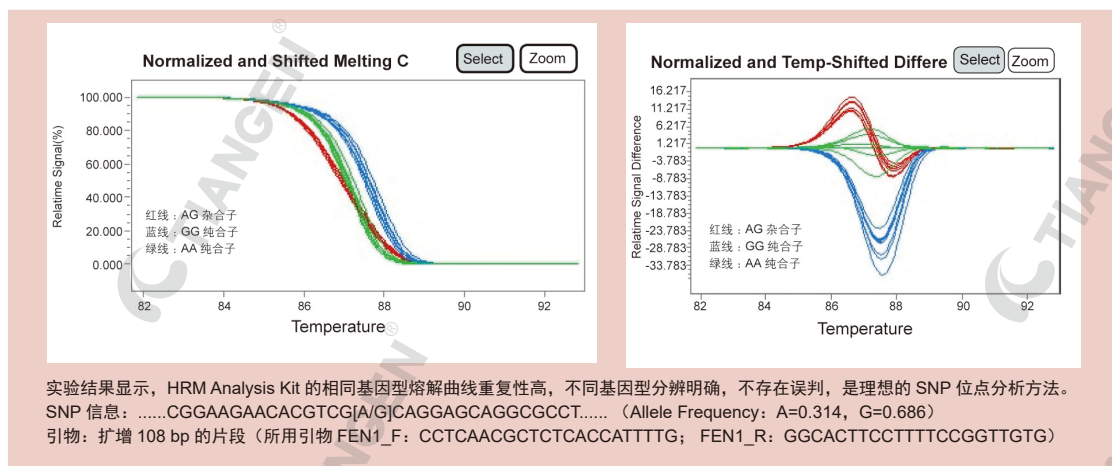 Normalized and Shifted Melting C
Select
Zoom
100.000
80.000
60.000
40.000
20.000
0.000
Relatime Signal(%)
红线：AG 杂合子
蓝线：GG 纯合子
绿线：AA 纯合子
82
84
86
88
90
92
Temperature
Normalized and Temp-Shifted Differe
Select
Zoom
16.217
11.217
6.217
1.217
-3.783
-8.783
-13.783
-18.783
-23.783
-28.783
-33.783
Relatime Signal Difference
红线：AG 杂合子
蓝线：GG 纯合子
绿线：AA 纯合子
82
84
86
88
90
92
Temperature
TIANGEN®
TIANGEN
TIANGEN®
实验结果显示，HRM Analysis Kit 的相同基因型熔解曲线重复性高，不同基因型分辨明确，不存在误判，是理想的 SNP 位点分析方法。
SNP 信息：......CGGAAGAACACGTCG[A/G]CAGGAGCAGGCGCCT...... （Allele Frequency：A=0.314，G=0.686）
引物：扩增 108 bp 的片段（所用引物 FEN1_F：CCTCAACGCTCTCACCATTTTG； FEN1_R：GGCACTTCCTTTTCCGGTTGTG）